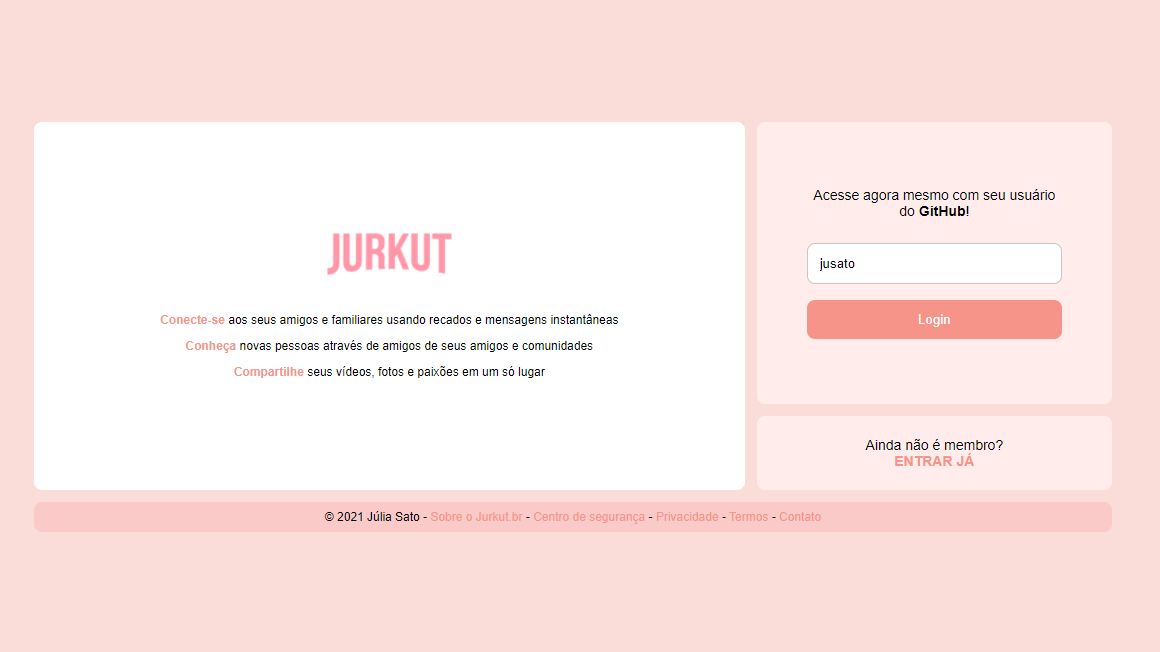 JURKUT
Conecte-se aos seus amigos e familiares usando recados e mensagens instantâneas
Conheça novas pessoas através de amigos de seus amigos e comunidades
Compartilhe seus vídeos, fotos e paixões em um só lugar
Acesse agora mesmo com seu usuário
do GitHub!
jusato
Login
Ainda não é membro?
ENTRAR JÁ
© 2021 Júlia Sato - Sobre o Jurkut.br - Centro de segurança - Privacidade - Termos - Contato